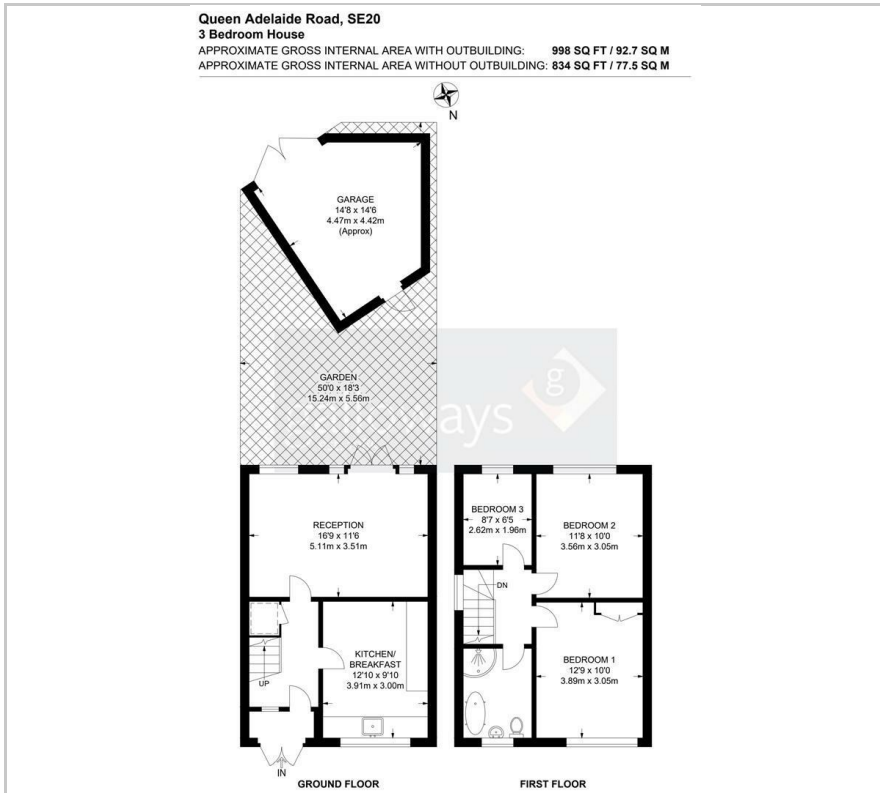 Queen Adelaide Road, SE20
3 Bedroom House
APPROXIMATE GROSS INTERNAL AREA WITH OUTBUILDING: 998 SQ FT / 92.7 SQ M
APPROXIMATE GROSS INTERNAL AREA WITHOUT OUTBUILDING: 834 SQ FT / 77.5 SQ M
N
GARAGE
14'8 x 14'6
4.47m x 4.42m
(Approx)
GARDEN
50'0 x 18'3
15.24m x 5.56m
g
RECEPTION
16'9 x 11'6
5.11m x 3.51m
KITCHEN/
BREAKFAST
12'10 x 9'10
3.91m x 3.00m
UP
IN
GROUND FLOOR
BEDROOM 3
8'7 x 6'5
2.62m x 1.96m
BEDROOM 2
11'8 x 10'0
3.56m x 3.05m
DN
BEDROOM 1
12'9 x 10'0
3.89m x 3.05m
FIRST FLOOR